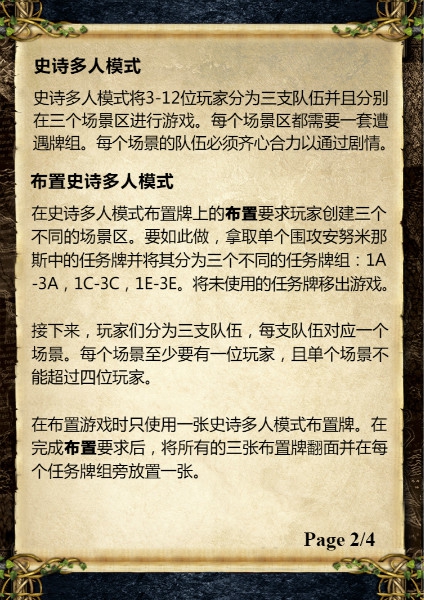 史诗多人模式
史诗多人模式将3-12位玩家分为三支队伍并且分别
在三个场景区进行游戏。每个场景区都需要一套遭
遇牌组。每个场景的队伍必须齐心合力以通过剧情。
布置史诗多人模式
在史诗多人模式布置牌上的布置要求玩家创建三个
不同的场景区。要如此做，拿取单个围攻安努米那
斯中的任务牌并将其分为三个不同的任务牌组：1A
-3A，1C-3C，1E-3E。将未使用的任务牌移出游戏。
接下来，玩家们分为三支队伍，每支队伍对应一个
场景。每个场景至少要有一位玩家，且单个场景不
能超过四位玩家。
在布置游戏时只使用一张史诗多人模式布置牌。在
完成布置要求后，将所有的三张布置牌翻面并在每
个任务牌组旁放置一张。
Page 2/4